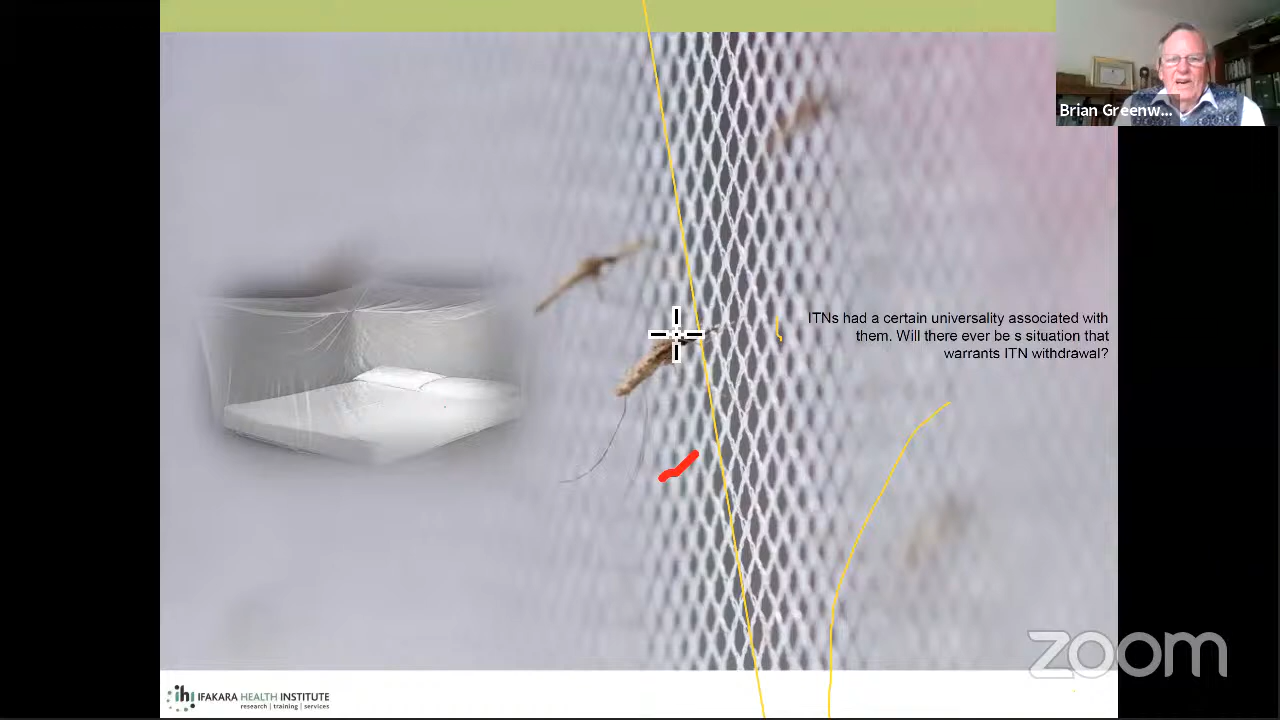 Brian Greenw...
ITNs had a certain universality associated with
them. Will there ever be s situation that
warrants ITN withdrawal?
zoom
ihi IFAKARA HEALTH INSTITUTE
research | training | services